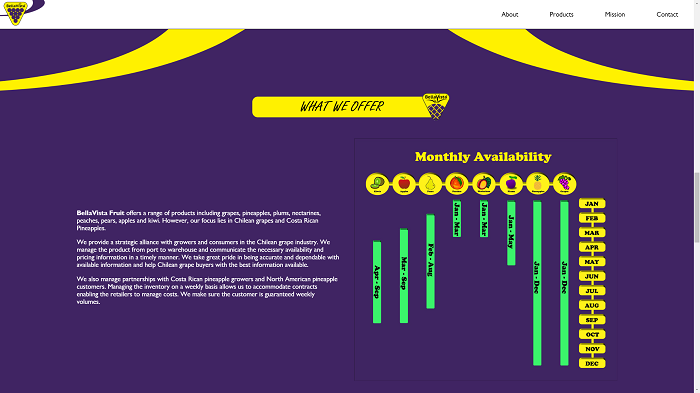 BellaVista
About
Products
Mission
Contact
WHAT WE OFFER
BellaVista
Monthly Availability
JAN
FEB
MAR
APR
MAY
JUN
JUL
AUG
SEP
OCT
NOV
DEC
Apr - Sep
Mar - Sep
Feb - Aug
Jan - Mar
Jan - Mar
Jan - May
Jan - Dec
Jan - Dec
BellaVista Fruit offers a range of products including grapes, pineapples, plums, nectarines,
peaches, pears, apples and kiwi. However, our focus lies in Chilean grapes and Costa Rican
Pineapples.
We provide a strategic alliance with growers and consumers in the Chilean grape industry. We
manage the product from port to warehouse and communicate the necessary availability and
pricing information in a timely manner. We take great pride in being accurate and dependable with
available information and help Chilean grape buyers with the best information available.
We also manage partnerships with Costa Rican pineapple growers and North American pineapple
customers. Managing the inventory on a weekly basis allows us to accommodate contracts
enabling the retailers to manage costs. We make sure the customer is guaranteed weekly
volumes.